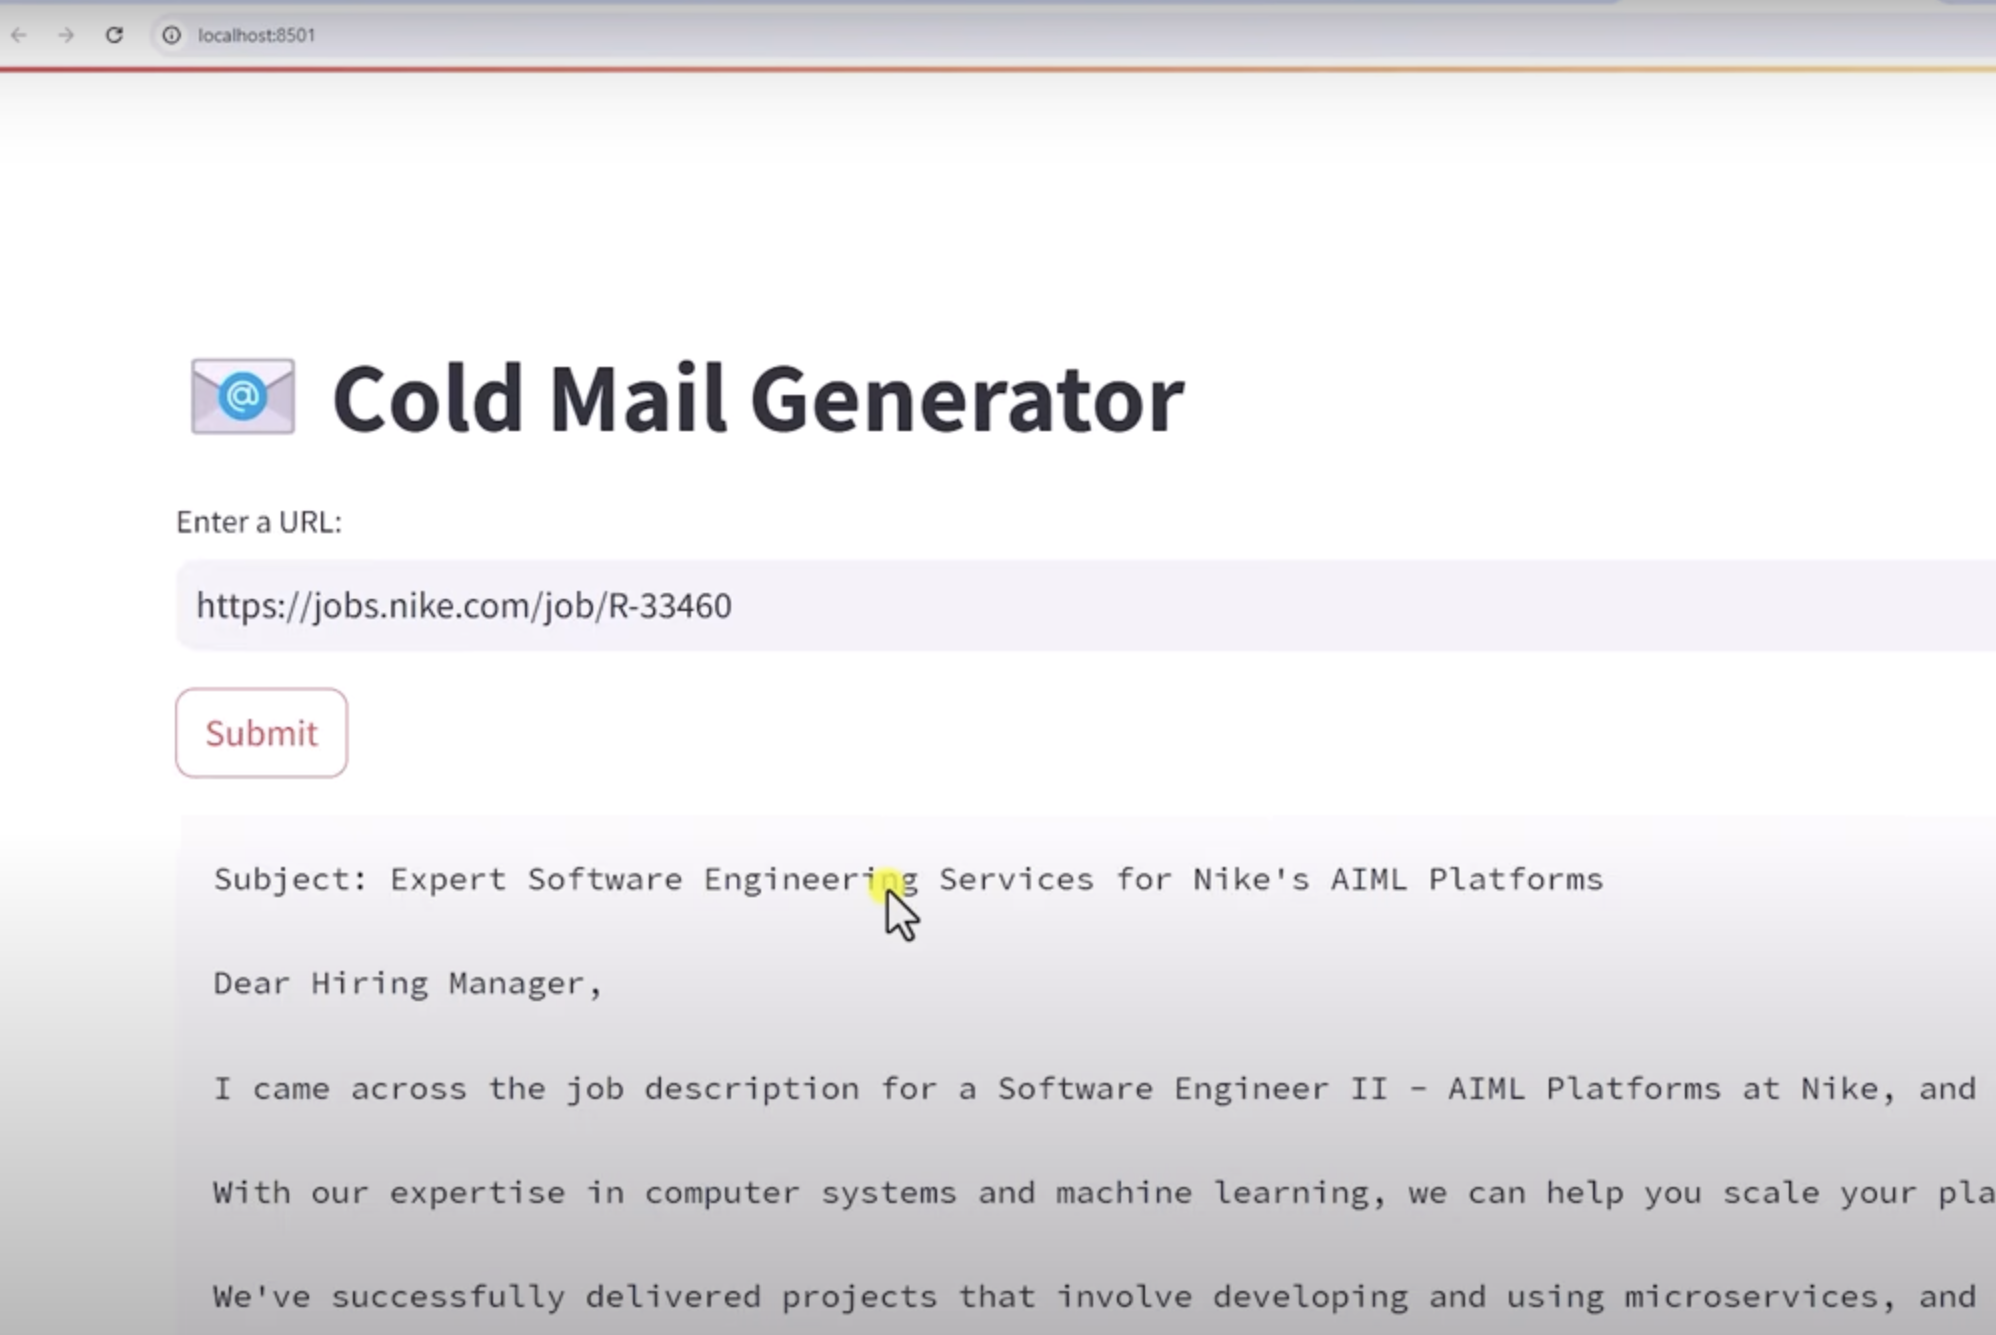 localhost:8501
Cold Mail Generator
Enter a URL:
https://jobs.nike.com/job/R-33460
Submit
Subject: Expert Software Engineering Services for Nike's AIML Platforms
Dear Hiring Manager,
I came across the job description for a Software Engineer II - AIML Platforms at Nike, and
With our expertise in computer systems and machine learning, we can help you scale your pla
We've successfully delivered projects that involve developing and using microservices, and